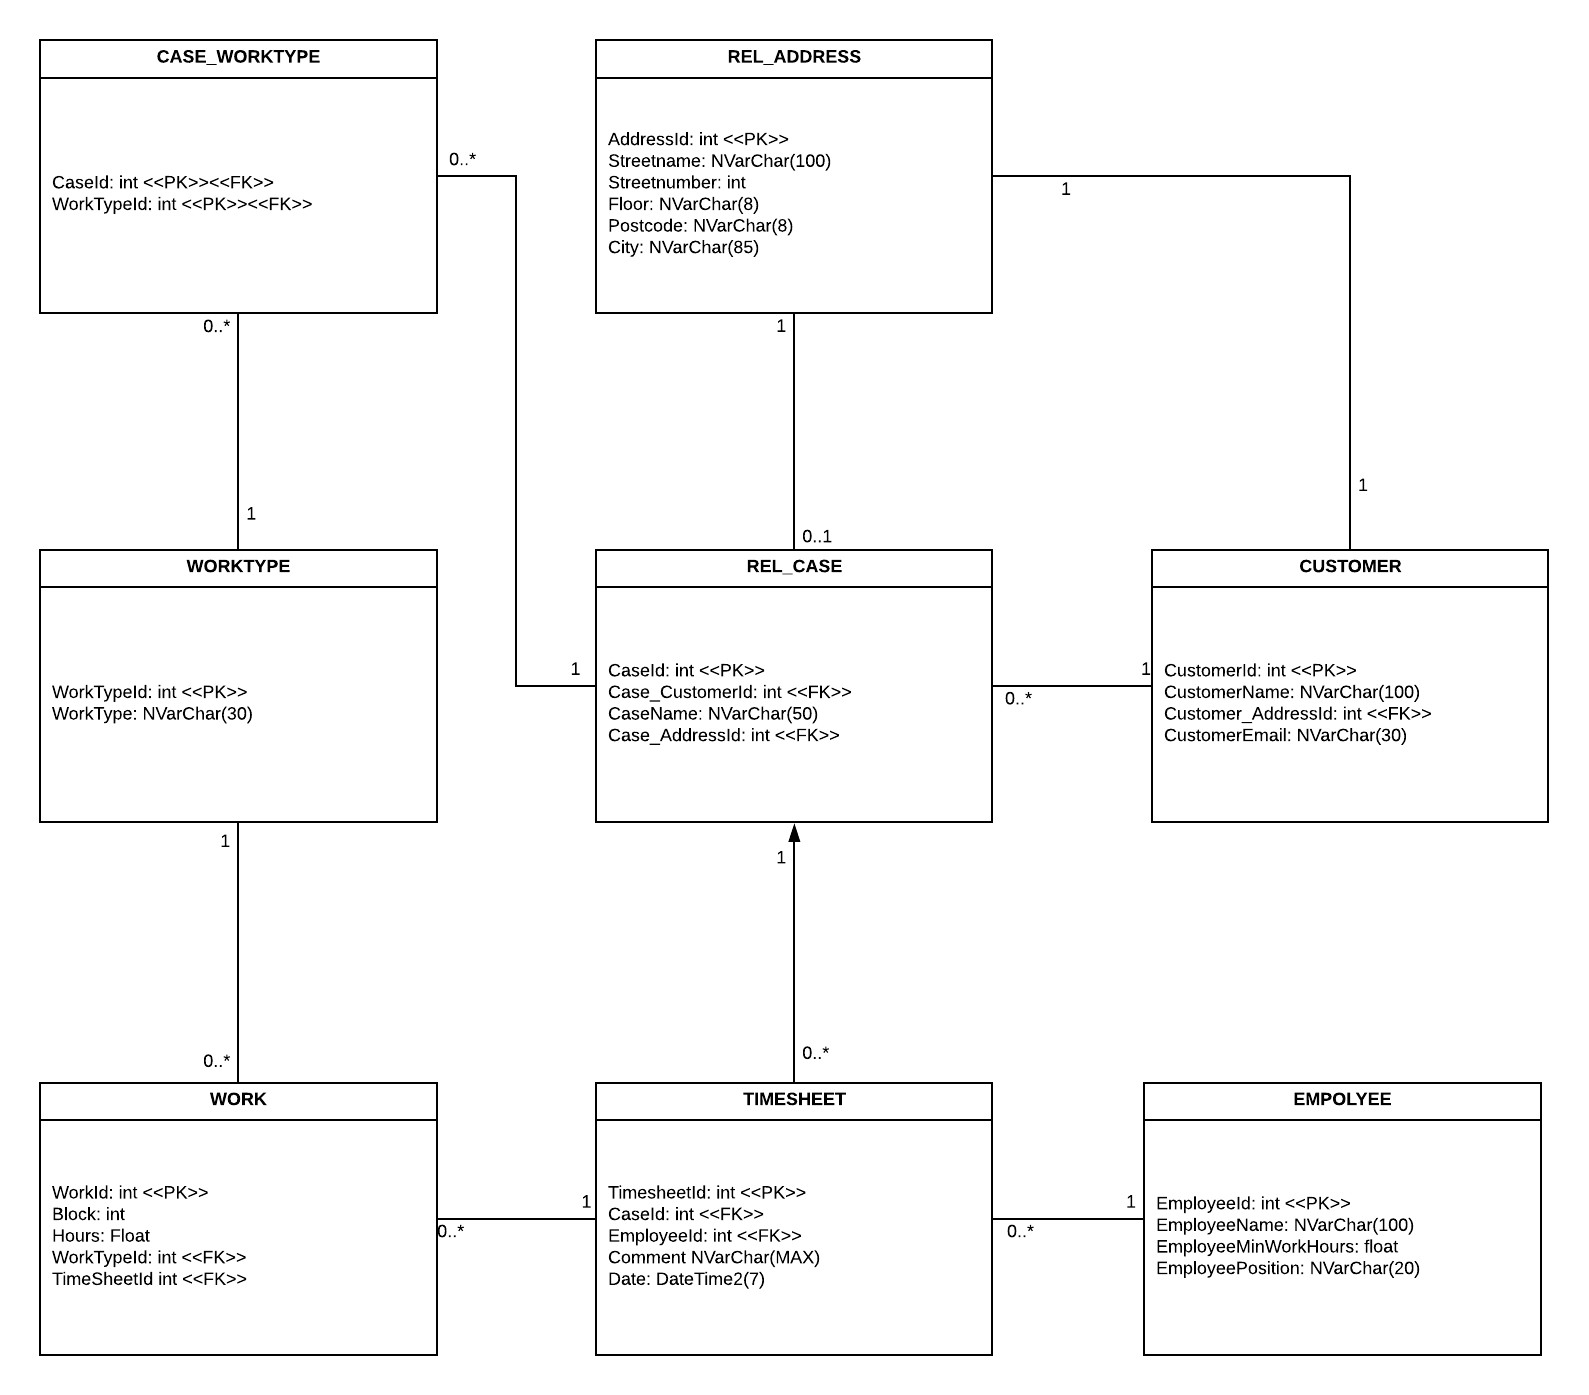 CASE_WORKTYPE
CaseId: int <<PK>><<FK>>
WorkTypeId: int <<PK>><<FK>>
0..*
0..*
REL_ADDRESS
AddressId: int <<PK>>
Streetname: NVarChar(100)
Streetnumber: int
Floor: NVarChar(8)
Postcode: NVarChar(8)
City: NVarChar(85)
1
1
1
0..1
1
WORKTYPE
WorkTypeId: int <<PK>>
WorkType: NVarChar(30)
1
1
REL_CASE
CaseId: int <<PK>>
Case_CustomerId: int <<FK>>
CaseName: NVarChar(50)
Case_AddressId: int <<FK>>
0..*
1
1
CUSTOMER
CustomerId: int <<PK>>
CustomerName: NVarChar(100)
Customer_AddressId: int <<FK>>
CustomerEmail: NVarChar(30)
0..*
0..*
WORK
WorkId: int <<PK>>
Block: int
Hours: Float
WorkTypeId: int <<FK>>
TimeSheetId int <<FK>>
0..*
1
TIMESHEET
TimesheetId: int <<PK>>
CaseId: int <<FK>>
EmployeeId: int <<FK>>
Comment NVarChar(MAX)
Date: DateTime2(7)
0..*
1
EMPOLYEE
EmployeeId: int <<PK>>
EmployeeName: NVarChar(100)
EmployeeMinWorkHours: float
EmployeePosition: NVarChar(20)